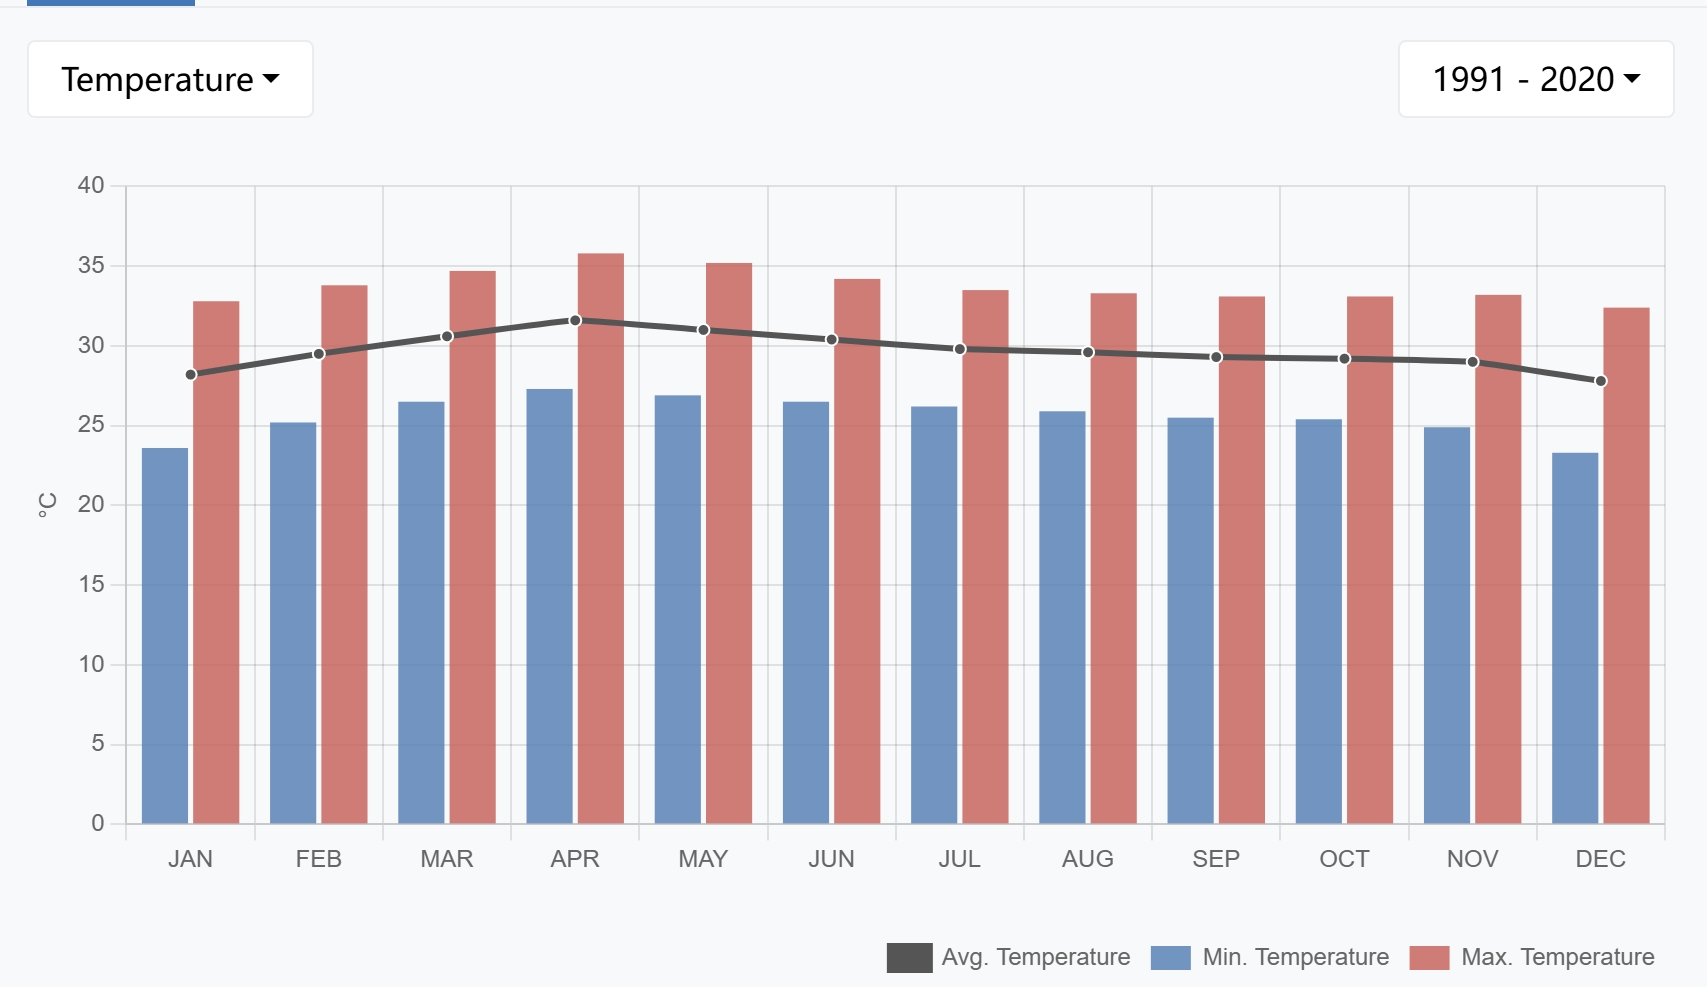 Temperature
1991 - 2020
40
35
30
25
20
15
10
5
0
°C
JAN FEB MAR APR MAY JUN JUL AUG SEP OCT NOV DEC
Avg. Temperature Min. Temperature Max. Temperature